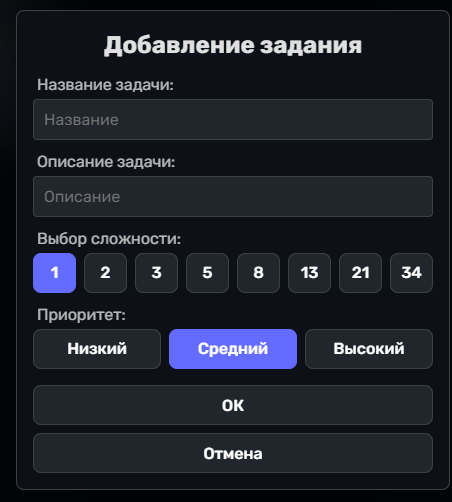 Добавление задания
Название задачи:
Название
Описание задачи:
Описание
Выбор сложности:
1 2 3 5 8 13 21 34
Приоритет:
Низкий Средний Высокий
ОК
Отмена